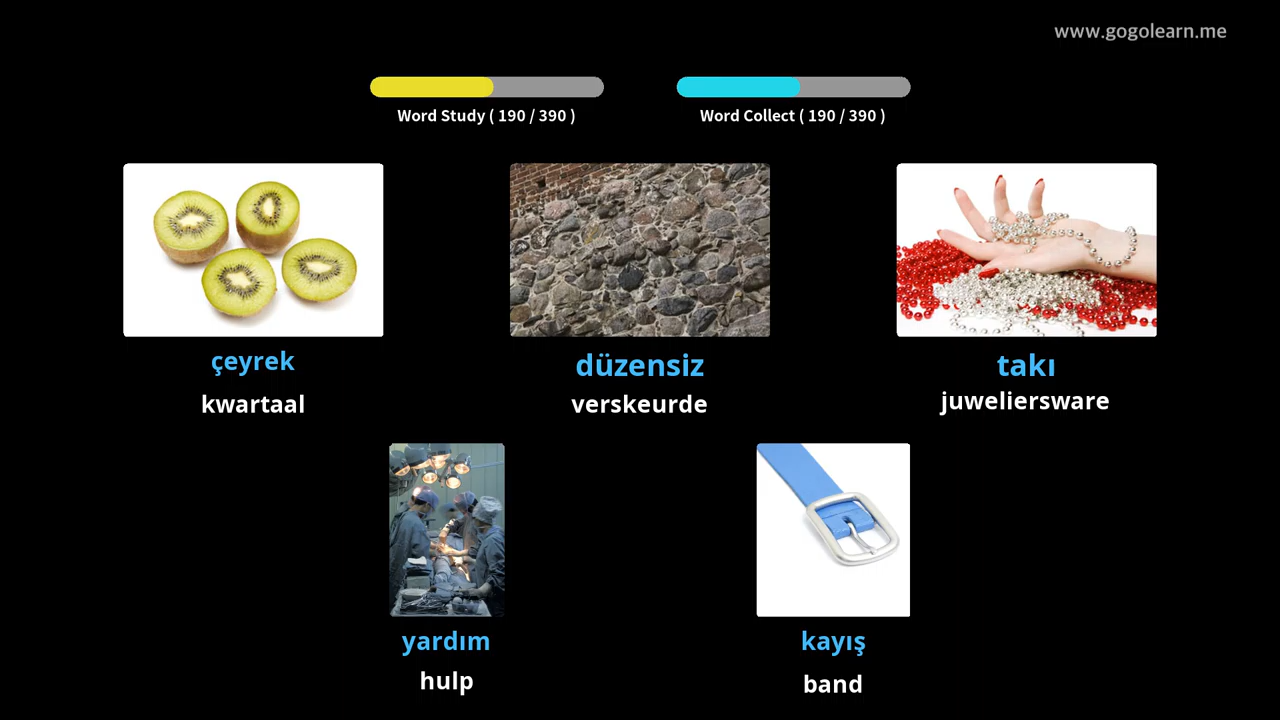 www.gogolearn.me
Word Study ( 190 / 390 )
Word Collect ( 190 / 390 )
çeyrek
kwartaal
düzensiz
verskeurde
takı
juweliersware
yardım
hulp
kayış
band